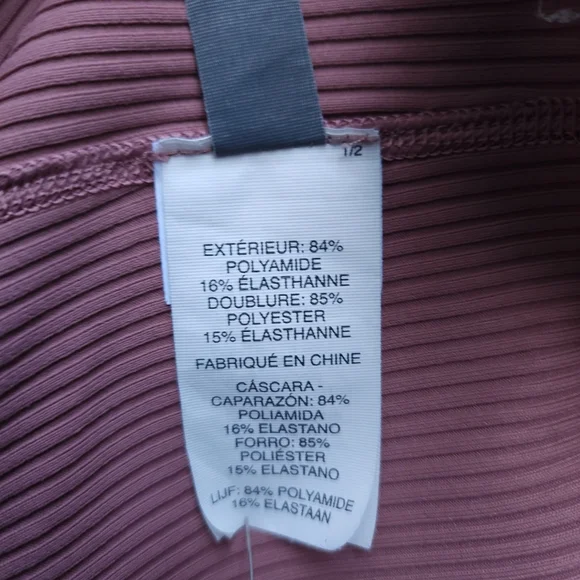 1/2
EXTÉRIEUR: 84%
POLYAMIDE
16% ÉLASTHANNE
DOUBLURE: 85%
POLYESTER
15% ÉLASTHANNE
FABRIQUÉ EN CHINE
CÁSCARA -
CAPARAZÓN: 84%
POLIAMIDA
16% ELASTANO
FORRO: 85%
POLIÉSTER
15% ELASTANO
LIJF: 84% POLYAMIDE
16% ELASTAAN